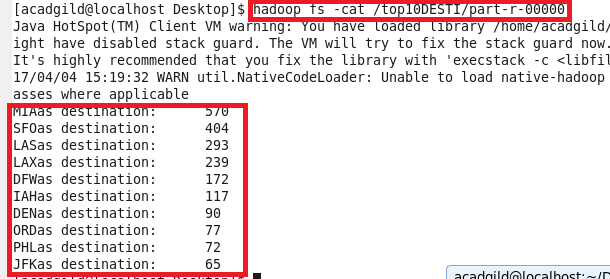 [acadgild@localhost Desktop]$ hadoop fs -cat /top10DESTI/part-r-00000
Java HotSpot(TM) Client VM warning: You have loaded library /home/acadgild/
ight have disabled stack guard. The VM will try to fix the stack guard now.
It's highly recommended that you fix the library with 'execstack -c <libfil
17/04/04 15:19:32 WARN util.NativeCodeLoader: Unable to load native-hadoop
asses where applicable
MIAas destination: 570
SFOas destination: 404
LASas destination: 293
LAXas destination: 239
DFWas destination: 172
IAHas destination: 117
DENas destination: 90
ORDas destination: 77
PHLas destination: 72
JFKas destination: 65
acadgild@localhost:~/D